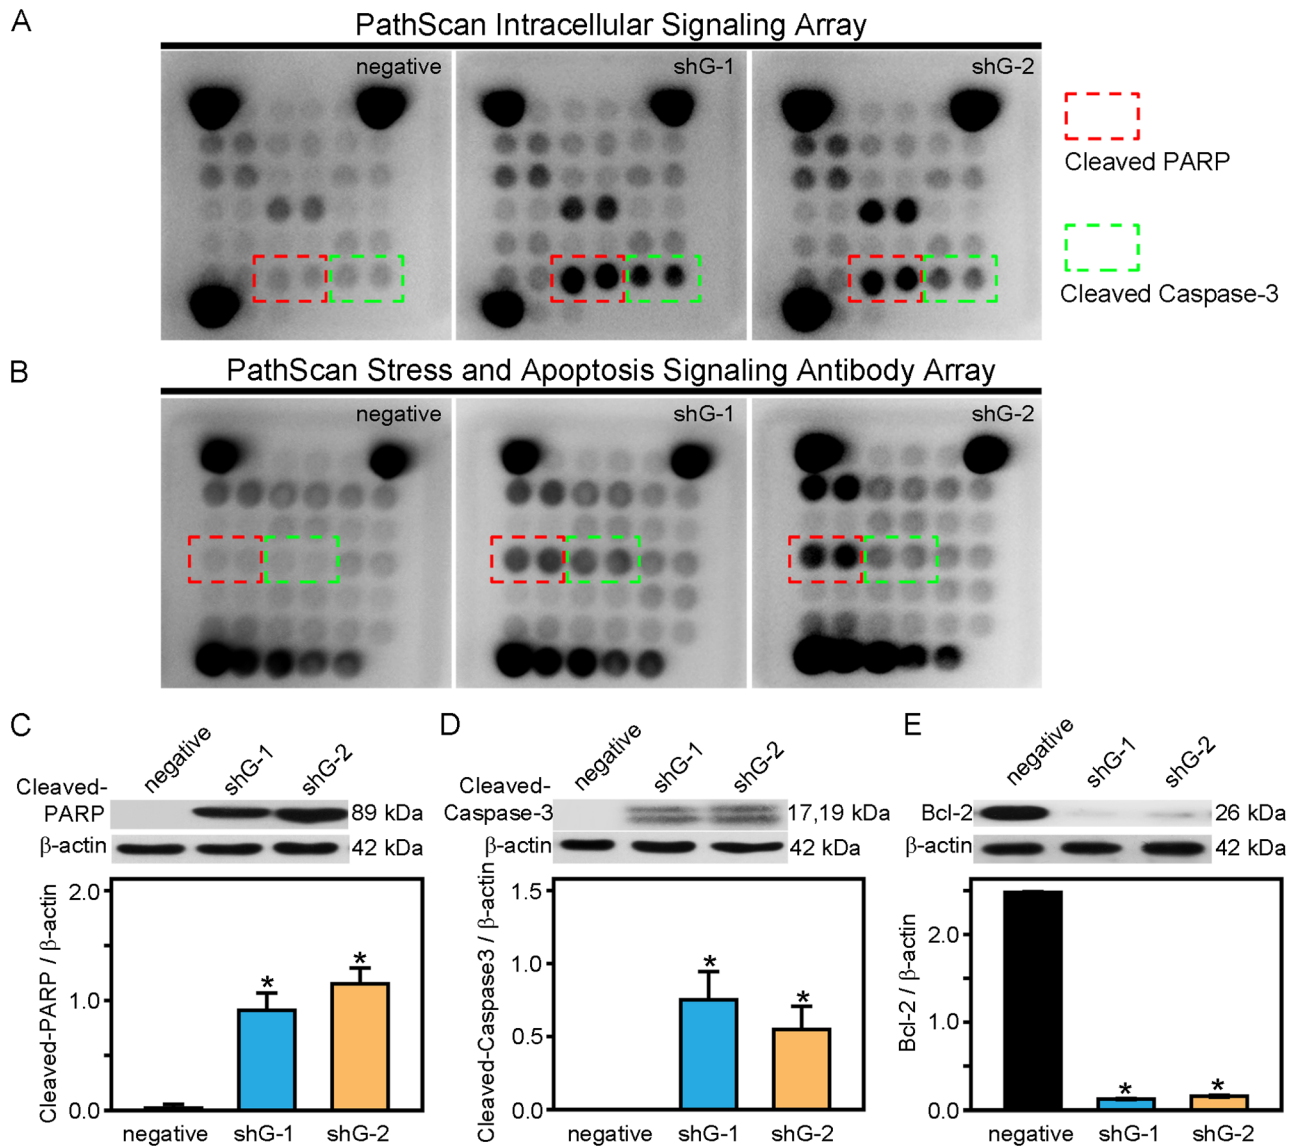 A
PathScan Intracellular Signaling Array
negative
shG-1
shG-2
Cleaved PARP
Cleaved Caspase-3
B
PathScan Stress and Apoptosis Signaling Antibody Array
negative
shG-1
shG-2
C
negative
shG-1
shG-2
Cleaved-
PARP
89 kDa
β-actin
42 kDa
Cleaved-PARP / β-actin
2.0
1.0
0.0
negative
shG-1
shG-2
*
*
D
negative
shG-1
shG-2
Cleaved-
Caspase-3
17,19 kDa
β-actin
42 kDa
Cleaved-Caspase3 / β-actin
1.5
1.0
0.5
0.0
negative
shG-1
shG-2
*
*
E
negative
shG-1
shG-2
Bcl-2
26 kDa
β-actin
42 kDa
Bcl-2 / β-actin
2.0
1.0
0.0
negative
shG-1
shG-2
*
*